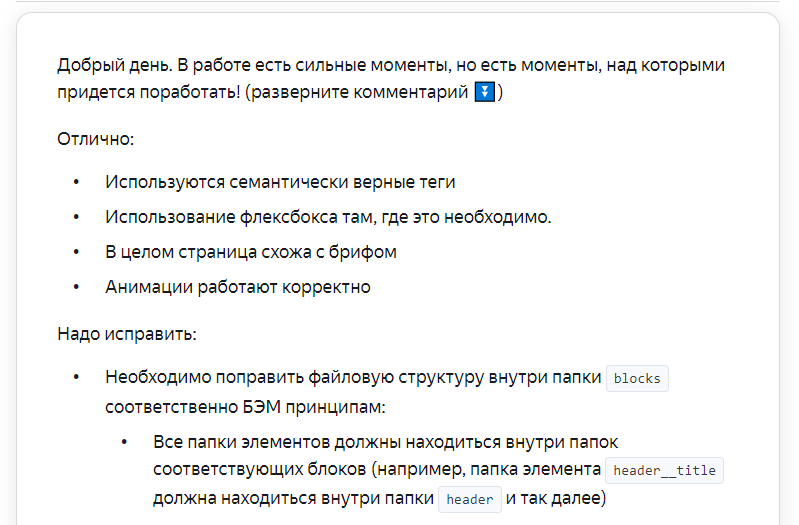 Добрый день. В работе есть сильные моменты, но есть моменты, над которыми
придется поработать! (разверните комментарий ⏬)
Отлично:
• Используются семантически верные теги
• Использование флексбокса там, где это необходимо.
• В целом страница схожа с брифом
• Анимации работают корректно
Надо исправить:
• Необходимо поправить файловую структуру внутри папки blocks
соответственно БЭМ принципам:
• Все папки элементов должны находиться внутри папок
соответствующих блоков (например, папка элемента header__title
должна находиться внутри папки header и так далее)